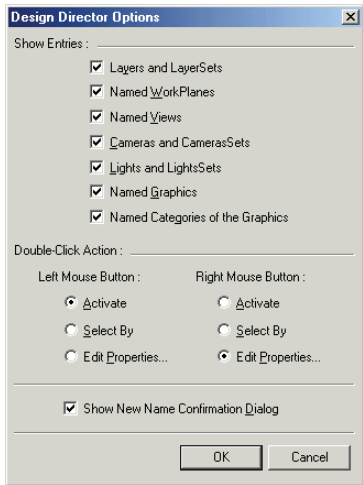 Design Director Options
Show Entries :
Layers and LayerSets
Named WorkPlanes
Named Views
Cameras and CamerasSets
Lights and LightsSets
Named Graphics
Named Categories of the Graphics
Double-Click Action :
Left Mouse Button : Right Mouse Button :
Activate Activate
Select By Select By
Edit Properties... Edit Properties...
Show New Name Confirmation Dialog
OK Cancel